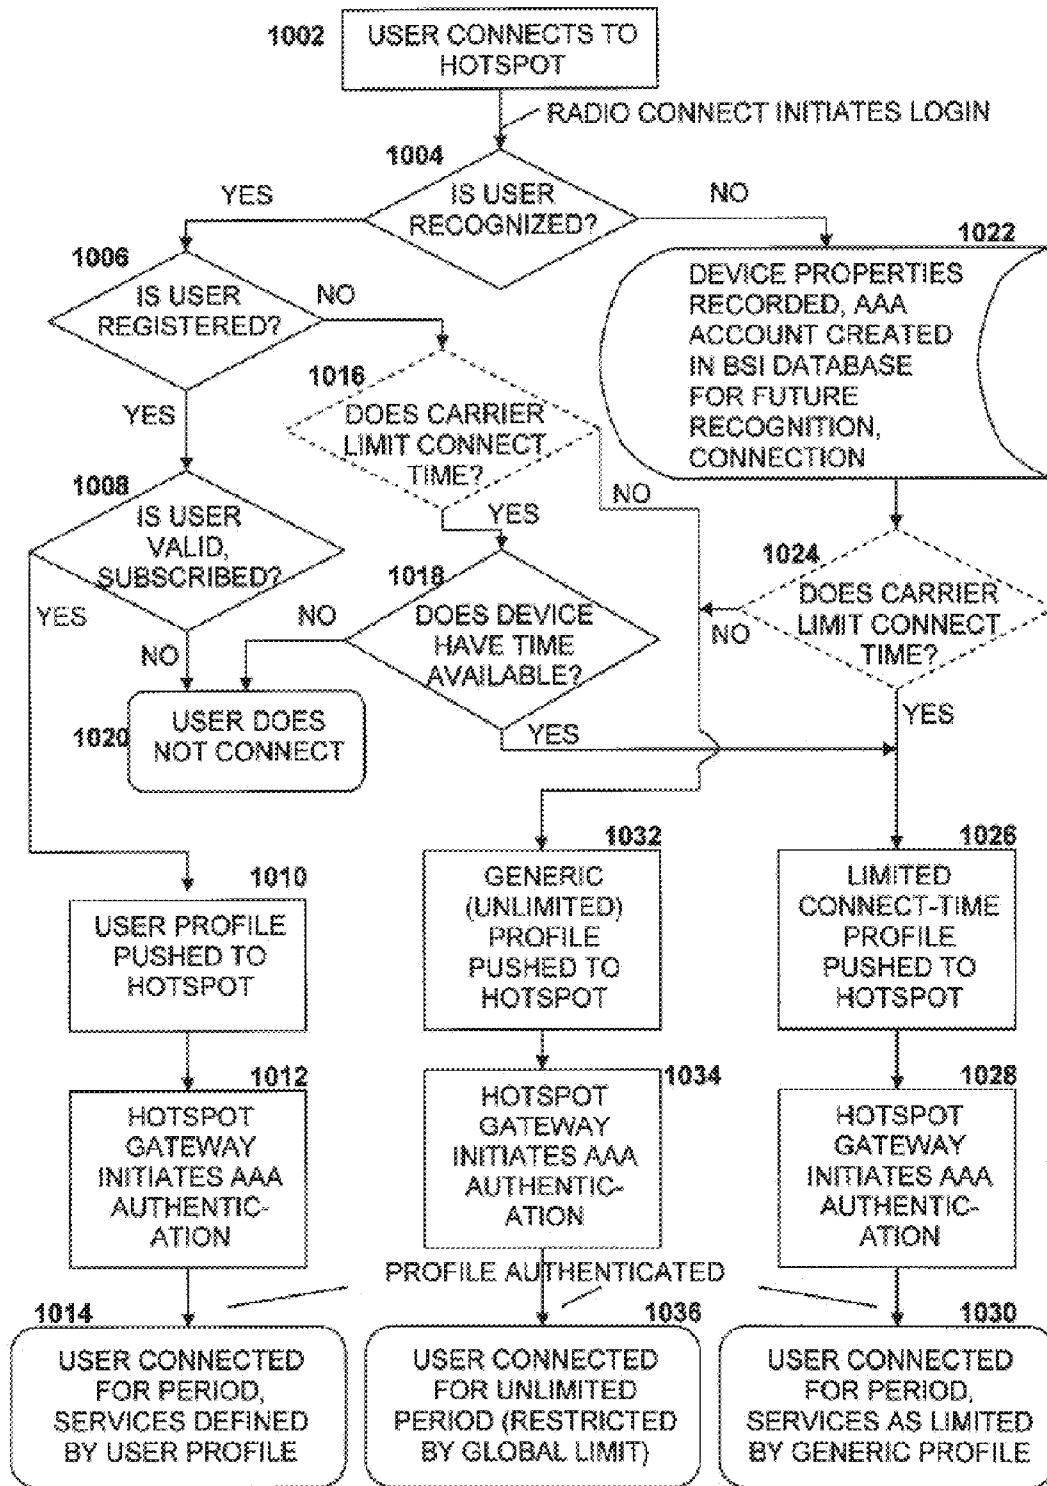 1002
USER CONNECTS TO
HOTSPOT
RADIO CONNECT INITIATES LOGIN
1004
IS USER
RECOGNIZED?
YES
NO
1006
IS USER
REGISTERED?
NO
YES
1022
DEVICE PROPERTIES
RECORDED, AAA
ACCOUNT CREATED
IN BSI DATABASE
FOR FUTURE
RECOGNITION,
CONNECTION
1016
DOES CARRIER
LIMIT CONNECT
TIME?
NO
YES
1008
IS USER
VALID,
SUBSCRIBED?
YES
NO
1018
DOES DEVICE
HAVE TIME
AVAILABLE?
NO
YES
1024
DOES CARRIER
LIMIT CONNECT
TIME?
NO
YES
1020
USER DOES
NOT CONNECT
1010
USER PROFILE
PUSHED TO
HOTSPOT
1032
GENERIC
(UNLIMITED)
PROFILE
PUSHED TO
HOTSPOT
1026
LIMITED
CONNECT-TIME
PROFILE
PUSHED TO
HOTSPOT
1012
HOTSPOT
GATEWAY
INITIATES AAA
AUTHENTIC-
ATION
1034
HOTSPOT
GATEWAY
INITIATES AAA
AUTHENTIC-
ATION
1028
HOTSPOT
GATEWAY
INITIATES AAA
AUTHENTIC-
ATION
PROFILE AUTHENTICATED
1014
USER CONNECTED
FOR PERIOD,
SERVICES DEFINED
BY USER PROFILE
1036
USER CONNECTED
FOR UNLIMITED
PERIOD (RESTRICTED
BY GLOBAL LIMIT)
1030
USER CONNECTED
FOR PERIOD,
SERVICES AS LIMITED
BY GENERIC PROFILE